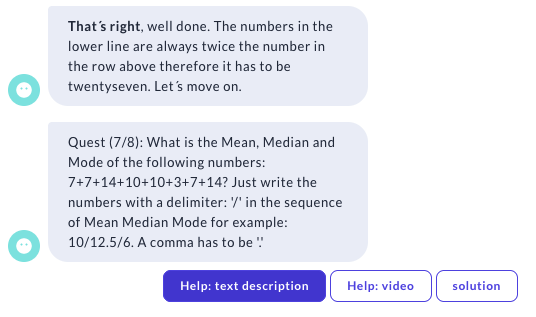 That´s right, well done. The numbers in the
lower line are always twice the number in
the row above therefore it has to be
twentyseven. Let´s move on.
Quest (7/8): What is the Mean, Median and
Mode of the following numbers:
7+7+14+10+10+3+7+14? Just write the
numbers with a delimiter: '/' in the sequence
of Mean Median Mode for example:
10/12.5/6. A comma has to be '.'
Help: text description
Help: video
solution